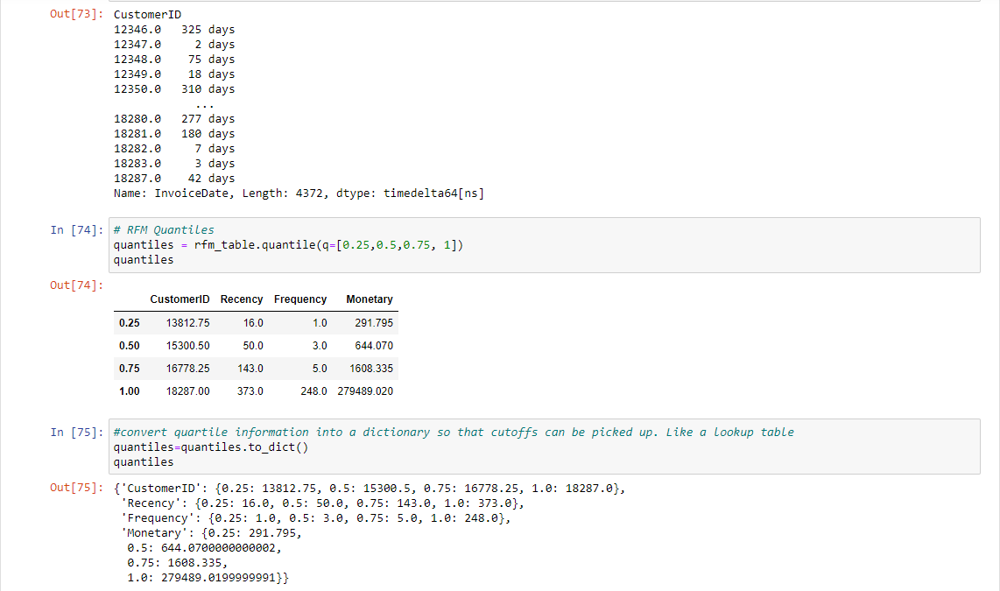 Out[73]: CustomerID
12346.0   325 days
12347.0     2 days
12348.0    75 days
12349.0    18 days
12350.0   310 days
...
18280.0   277 days
18281.0   180 days
18282.0     7 days
18283.0     3 days
18287.0    42 days
Name: InvoiceDate, Length: 4372, dtype: timedelta64[ns]
In [74]: # RFM Quantiles
quantiles = rfm_table.quantile(q=[0.25,0.5,0.75, 1])
quantiles
Out[74]:
CustomerID Recency Frequency Monetary
0.25 13812.75 16.0 1.0 291.795
0.50 15300.50 50.0 3.0 644.070
0.75 16778.25 143.0 5.0 1608.335
1.00 18287.00 373.0 248.0 279489.020
In [75]: #convert quartile information into a dictionary so that cutoffs can be picked up. Like a lookup table
quantiles=quantiles.to_dict()
quantiles
Out[75]: {'CustomerID': {0.25: 13812.75, 0.5: 15300.5, 0.75: 16778.25, 1.0: 18287.0},
'Recency': {0.25: 16.0, 0.5: 50.0, 0.75: 143.0, 1.0: 373.0},
'Frequency': {0.25: 1.0, 0.5: 3.0, 0.75: 5.0, 1.0: 248.0},
'Monetary': {0.25: 291.795,
0.5: 644.0700000000002,
0.75: 1608.335,
1.0: 279489.0199999991}}